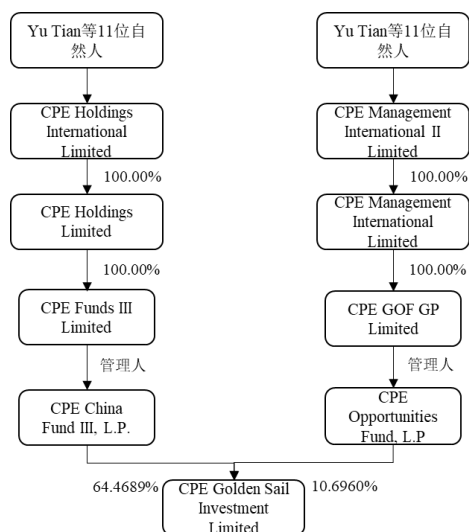 Yu Tian等11位自
然人
Yu Tian等11位自
然人
CPE Holdings
International
Limited
CPE Management
International II
Limited
100.00%
100.00%
CPE Holdings
Limited
CPE Management
International
Limited
100.00%
100.00%
CPE Funds III
Limited
CPE GOF GP
Limited
管理人
管理人
CPE China
Fund III, L.P.
CPE
Opportunities
Fund, L.P
64.4689%
CPE Golden Sail
Investment
Limited
10.6960%